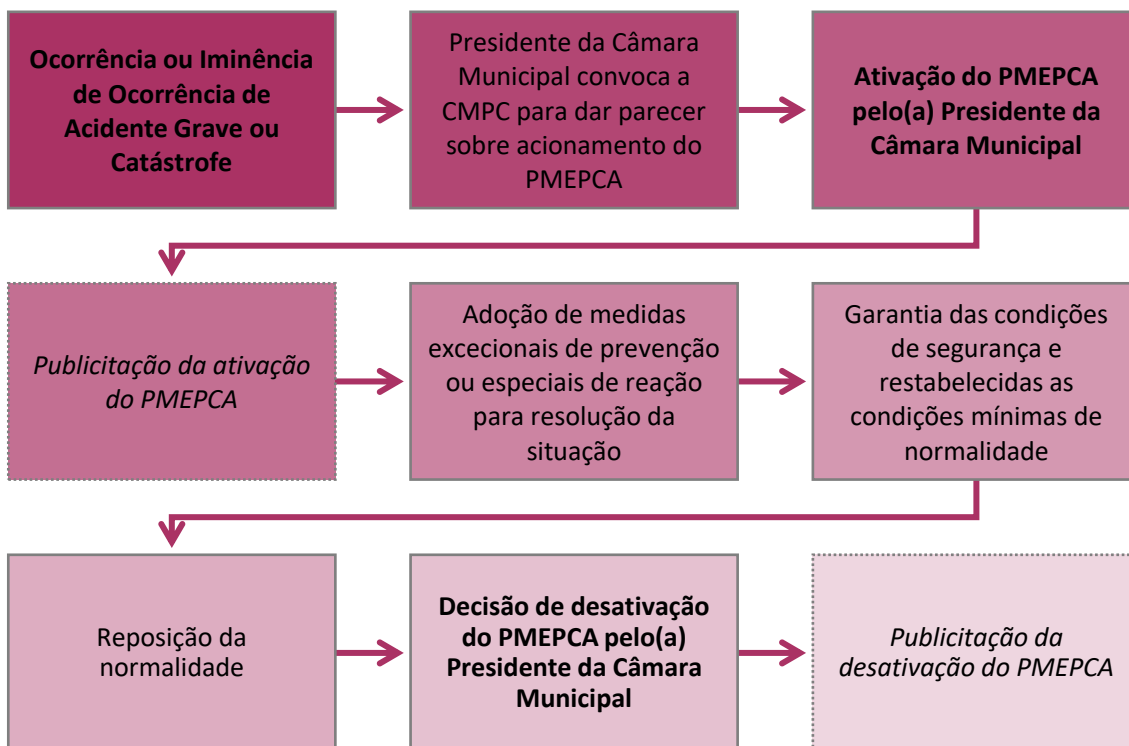 Ocorrência ou Iminência
de Ocorrência de
Acidente Grave ou
Catástrofe
Presidente da Câmara
Municipal convoca a
CMPC para dar parecer
sobre acionamento do
PMEPCA
Ativação do PMEPCA
pelo(a) Presidente da
Câmara Municipal
Publicitação da ativação
do PMEPCA
Adoção de medidas
excecionais de prevenção
ou especiais de reação
para resolução da
situação
Garantia das condições
de segurança e
restabelecidas as
condições mínimas de
normalidade
Reposição da
normalidade
Decisão de desativação
do PMEPCA pelo(a)
Presidente da Câmara
Municipal
Publicitação da
desativação do PMEPCA